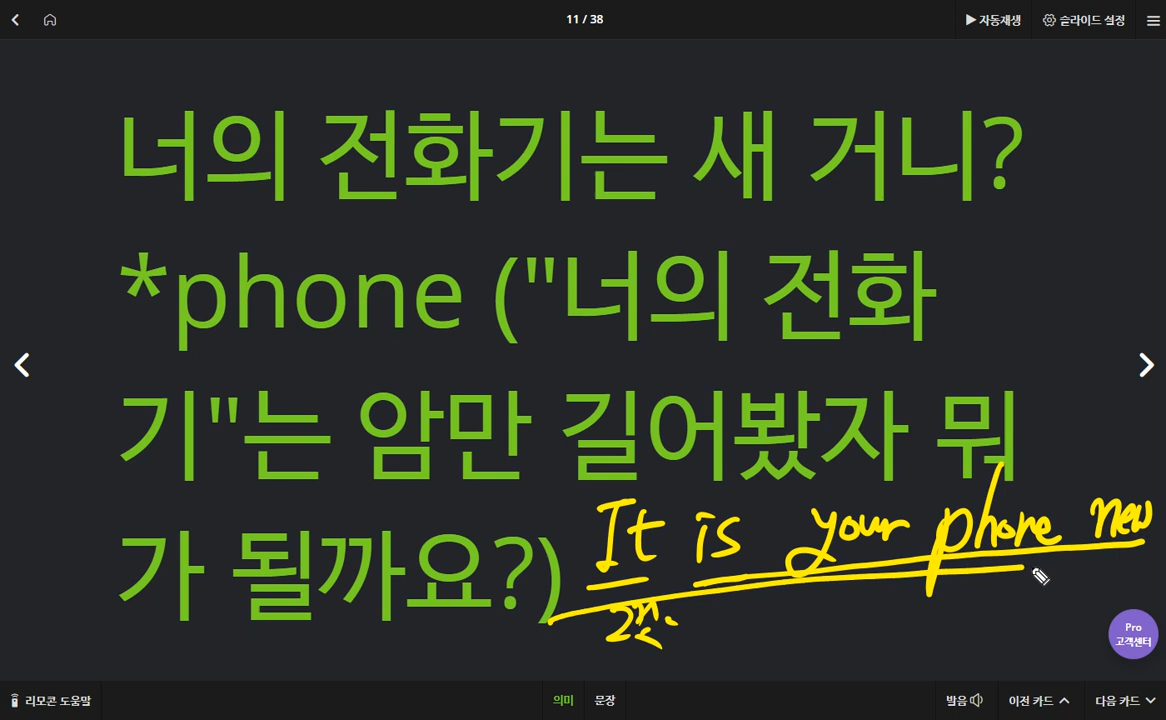 11 / 38
자동재생
슬라이드 설정
너의 전화기는 새 거니?
*phone ("너의 전화
기"는 암만 길어봤자 뭐
가 될까요?)
It is your phone new
Pro
고객센터
리모콘 도움말
의미
문장
발음
이전 카드
다음 카드